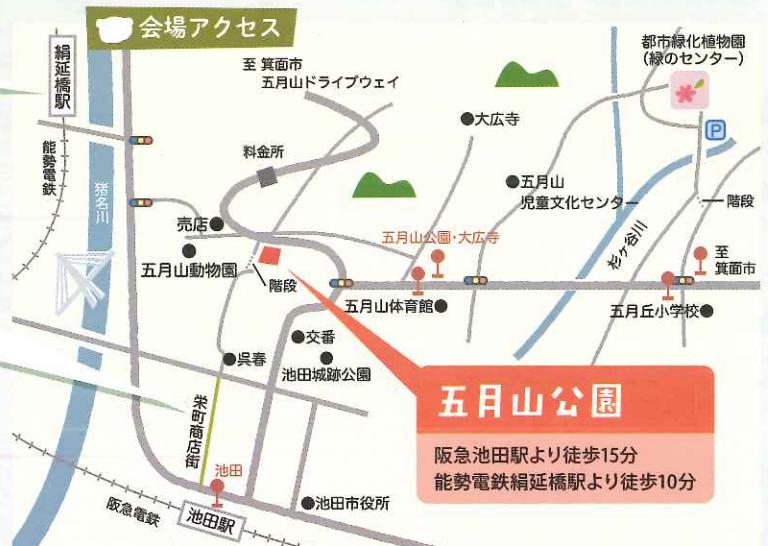 会場アクセス
絹延橋駅
能勢電鉄
猪名川
至 箕面市
五月山ドライブウェイ
料金所
大広寺
都市緑化植物園
(緑のセンター)
P
五月山
児童文化センター
階段
売店
五月山動物園
階段
五月山公園・大広寺
杉ヶ谷川
至
箕面市
五月山体育館
五月丘小学校
交番
池田城跡公園
呉春
栄町商店街
池田
阪急電鉄
池田駅
池田市役所
五月山公園
阪急池田駅より徒歩15分
能勢電鉄絹延橋駅より徒歩10分